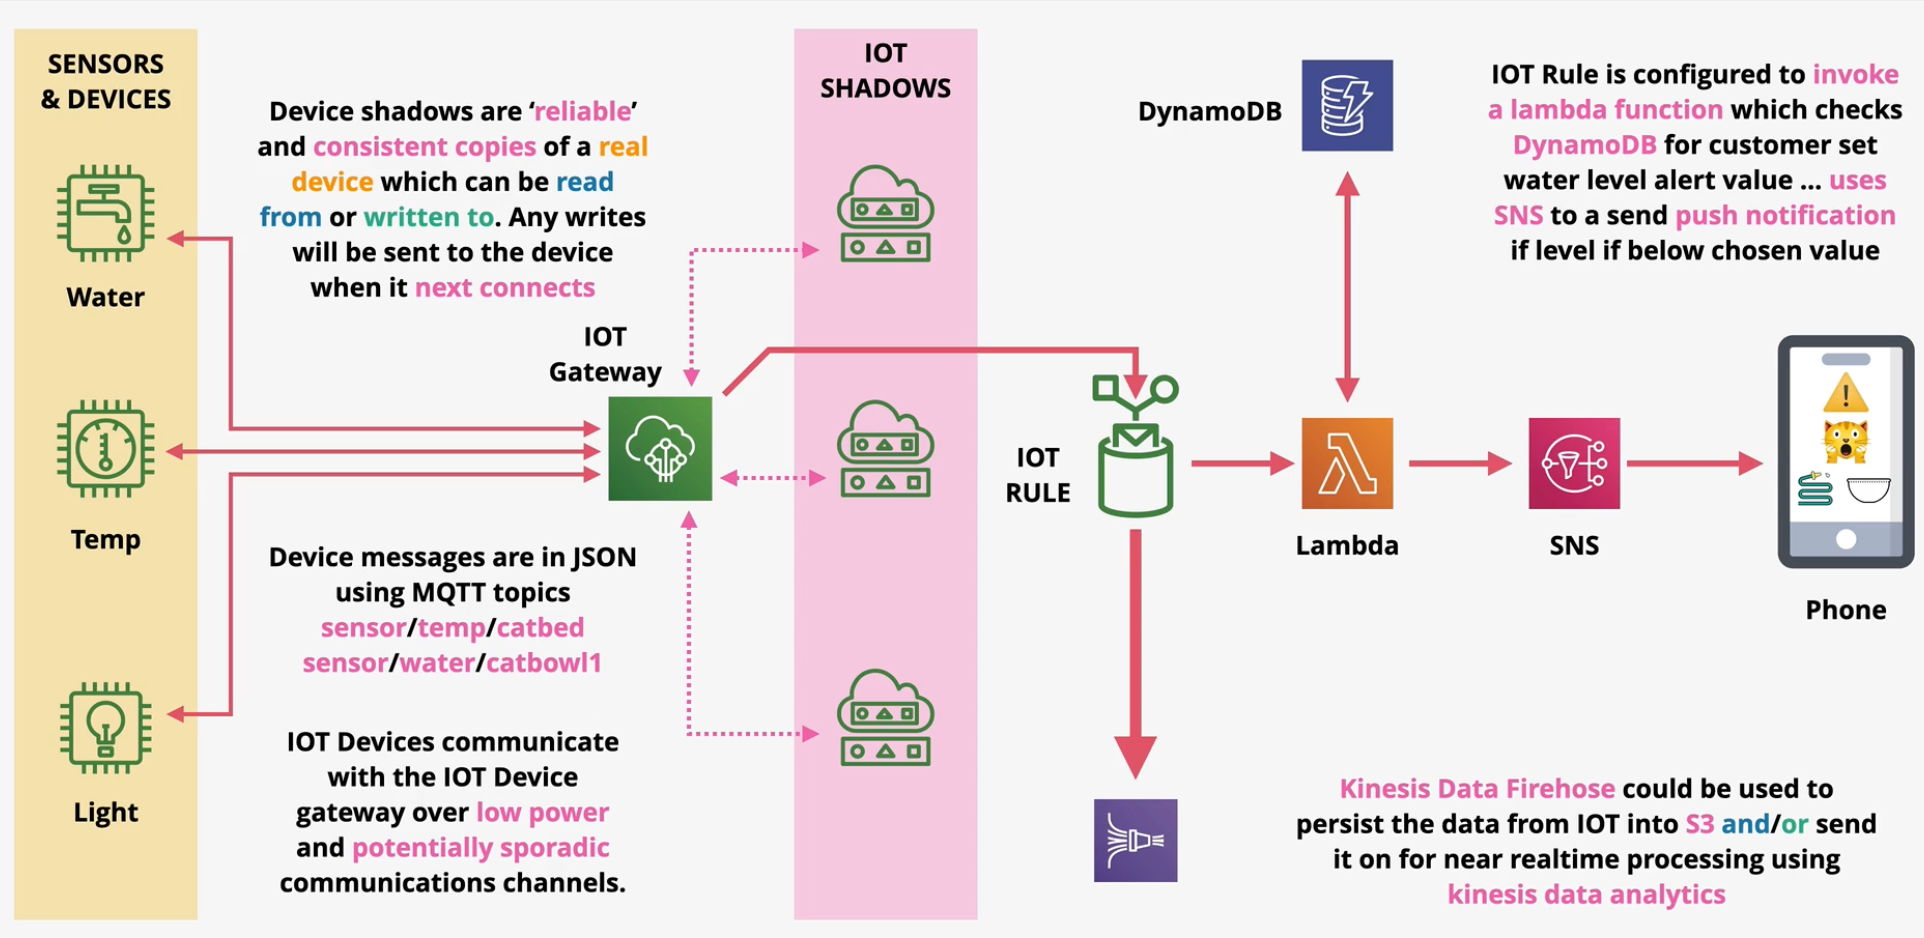 SENSORS
& DEVICES
Water
Temp
Light
Device shadows are ‘reliable’
and consistent copies of a real
device which can be read
from or written to. Any writes
will be sent to the device
when it next connects
IOT
Gateway
Device messages are in JSON
using MQTT topics
sensor/temp/catbed
sensor/water/catbowl1
IOT Devices communicate
with the IOT Device
gateway over low power
and potentially sporadic
communications channels.
IOT
SHADOWS
IOT
RULE
DynamoDB
Lambda
SNS
Phone
IOT Rule is configured to invoke
a lambda function which checks
DynamoDB for customer set
water level alert value ... uses
SNS to a send push notification
if level if below chosen value
Kinesis Data Firehose could be used to
persist the data from IOT into S3 and/or send
it on for near realtime processing using
kinesis data analytics